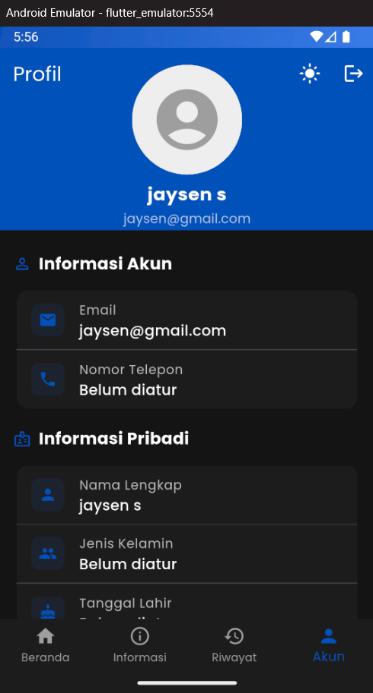 Android Emulator - flutter_emulator:5554
5:56
Profil
jaysen s
jaysen@gmail.com
Informasi Akun
Email
jaysen@gmail.com
Nomor Telepon
Belum diatur
Informasi Pribadi
Nama Lengkap
jaysen s
Jenis Kelamin
Belum diatur
Tanggal Lahir
Beranda
Informasi
Riwayat
Akun